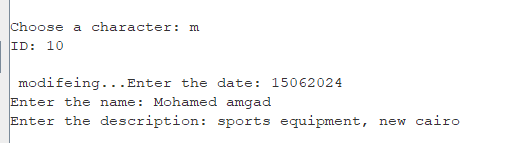 Choose a character: m
ID: 10
modifeing...Enter the date: 15062024
Enter the name: Mohamed amgad
Enter the description: sports equipment, new cairo